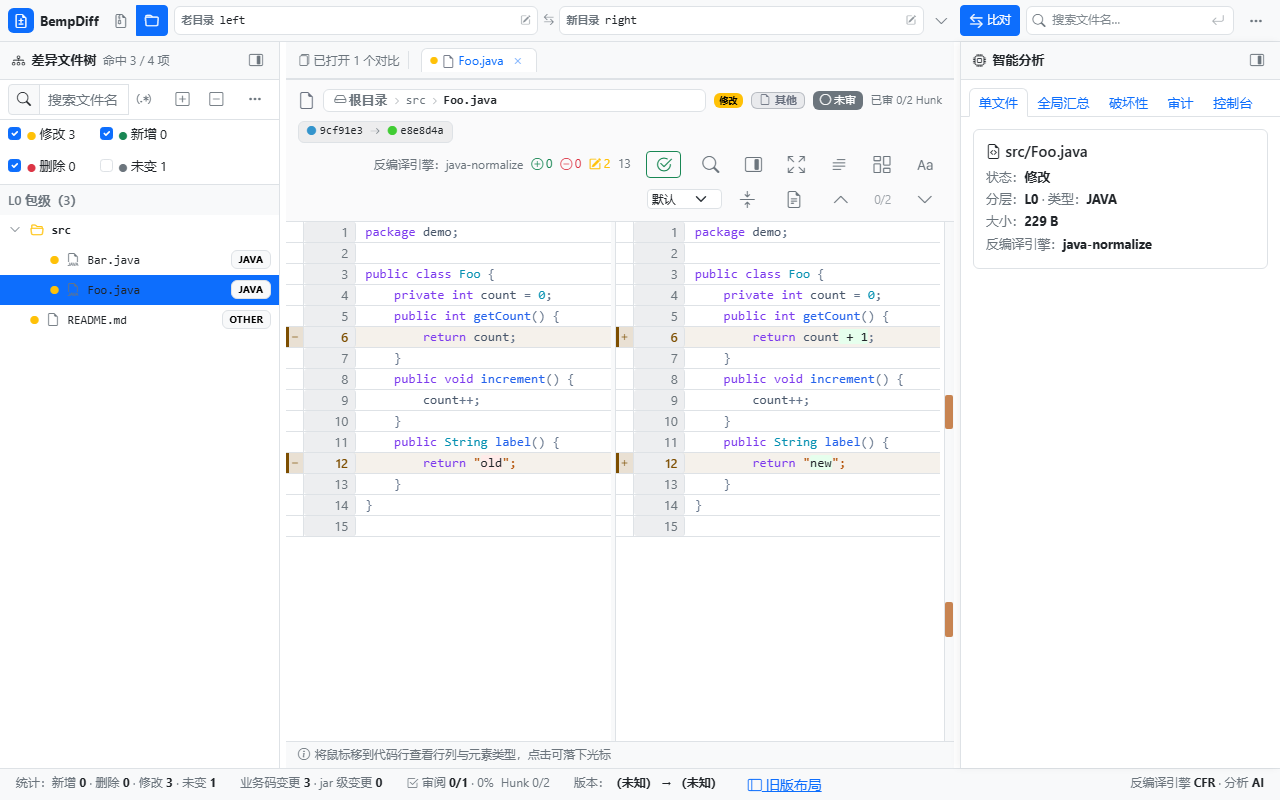 BempDiff 老目录 left 新目录 right 比对 搜索文件名...
差异文件树 命中 3 / 4 项
搜索文件名 (.*)
修改 3 新增 0
删除 0 未变 1
L0 包级（3）
src
Bar.java JAVA
Foo.java JAVA
README.md OTHER
已打开 1 个对比 Foo.java ×
根目录 › src › Foo.java 修改 其他 未审 已审 0/2 Hunk
9cf91e3 → e8e8d4a
反编译引擎：java-normalize 0 0 2 13 Aa
默认 0/2
1 package demo;
2
3 public class Foo {
4 private int count = 0;
5 public int getCount() {
− 6 return count;
7 }
8 public void increment() {
9 count++;
10 }
11 public String label() {
− 12 return "old";
13 }
14 }
15
1 package demo;
2
3 public class Foo {
4 private int count = 0;
5 public int getCount() {
+ 6 return count + 1;
7 }
8 public void increment() {
9 count++;
10 }
11 public String label() {
+ 12 return "new";
13 }
14 }
15
将鼠标移到代码行查看行列与元素类型，点击可落下光标
智能分析
单文件 全局汇总 破坏性 审计 控制台
src/Foo.java
状态：修改
分层：L0 · 类型：JAVA
大小：229 B
反编译引擎：java-normalize
统计：新增 0 · 删除 0 · 修改 3 · 未变 1 业务码变更 3 · jar 级变更 0 审阅 0/1 · 0% Hunk 0/2 版本： (未知) → (未知) 旧版布局 反编译引擎 CFR · 分析 AI